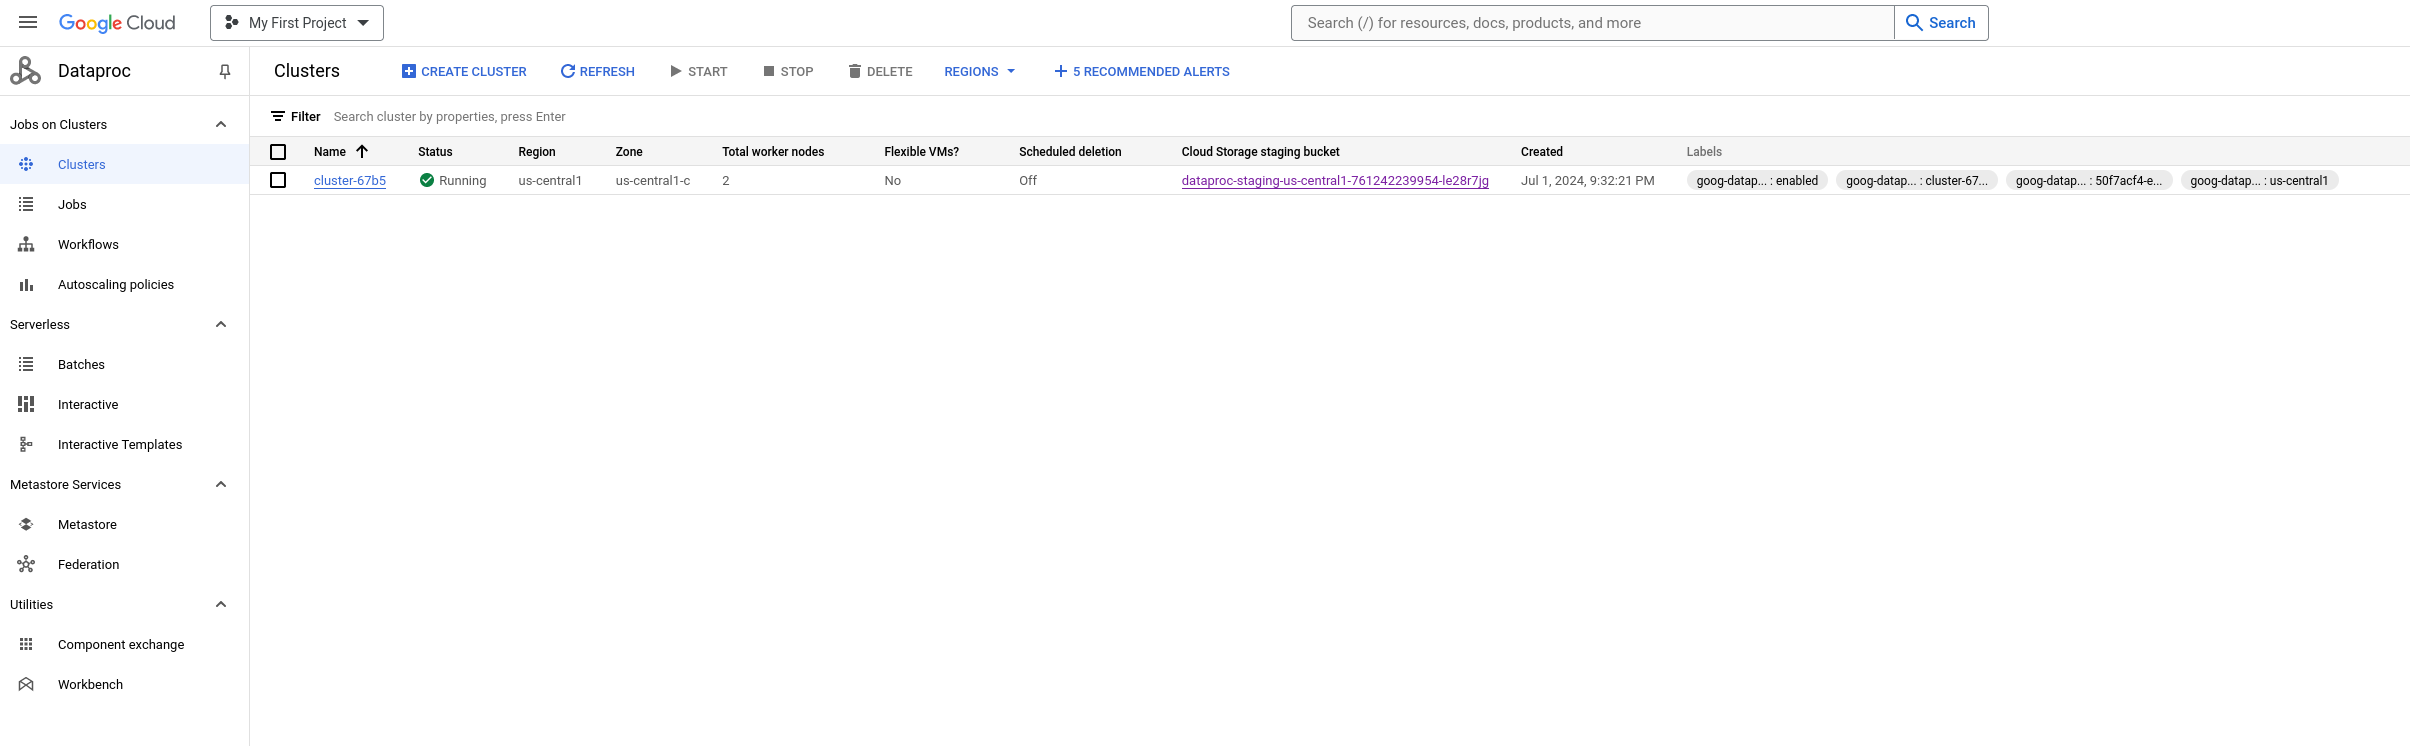 Google Cloud My First Project Search (/) for resources, docs, products, and more Search
Dataproc Clusters CREATE CLUSTER REFRESH START STOP DELETE REGIONS 5 RECOMMENDED ALERTS
Jobs on Clusters
Clusters
Jobs
Workflows
Autoscaling policies
Serverless
Batches
Interactive
Interactive Templates
Metastore Services
Metastore
Federation
Utilities
Component exchange
Workbench
Filter Search cluster by properties, press Enter
Name Status Region Zone Total worker nodes Flexible VMs? Scheduled deletion Cloud Storage staging bucket Created Labels
cluster-67b5 Running us-central1 us-central1-c 2 No Off dataproc-staging-us-central1-761242239954-le28r7jg Jul 1, 2024, 9:32:21 PM goog-datap... : enabled goog-datap... : cluster-67... goog-datap... : 50f7acf4-e... goog-datap... : us-central1